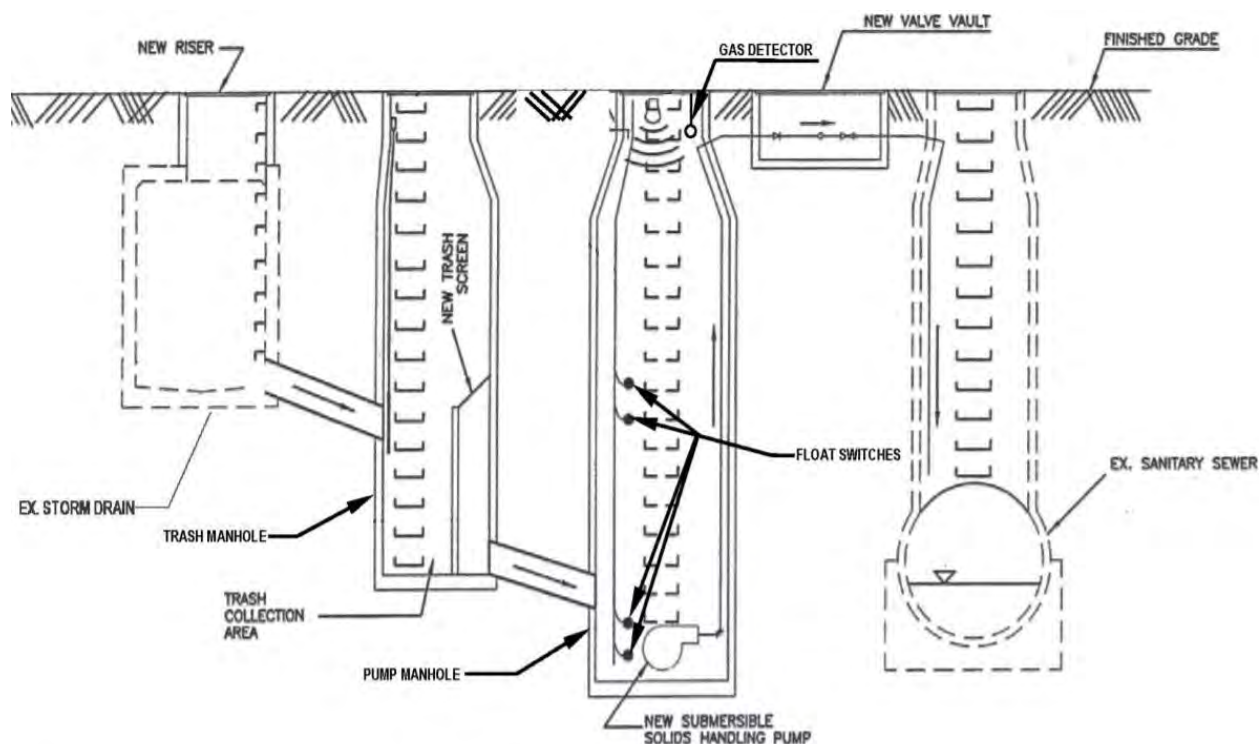 NEW RISER
GAS DETECTOR
NEW VALVE VAULT
FINISHED GRADE
NEW TRASH
SCREEN
FLOAT SWITCHES
EX. SANITARY SEWER
EX. STORM DRAIN
TRASH MANHOLE
TRASH
COLLECTION
AREA
PUMP MANHOLE
NEW SUBMERSIBLE
SOLIDS HANDLING PUMP